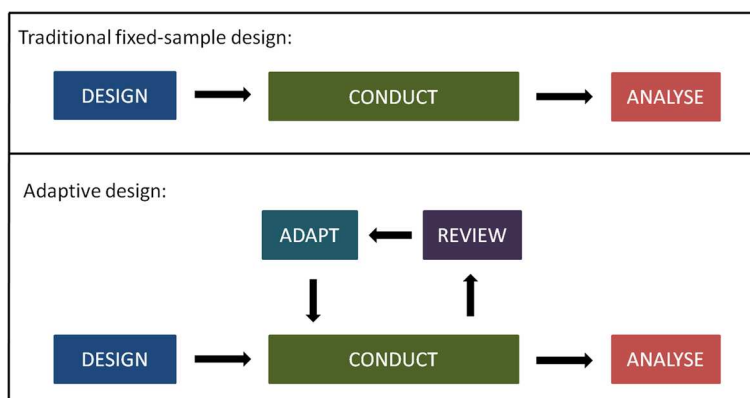 Traditional fixed-sample design:
DESIGN
CONDUCT
ANALYSE
Adaptive design:
ADAPT
REVIEW
DESIGN
CONDUCT
ANALYSE